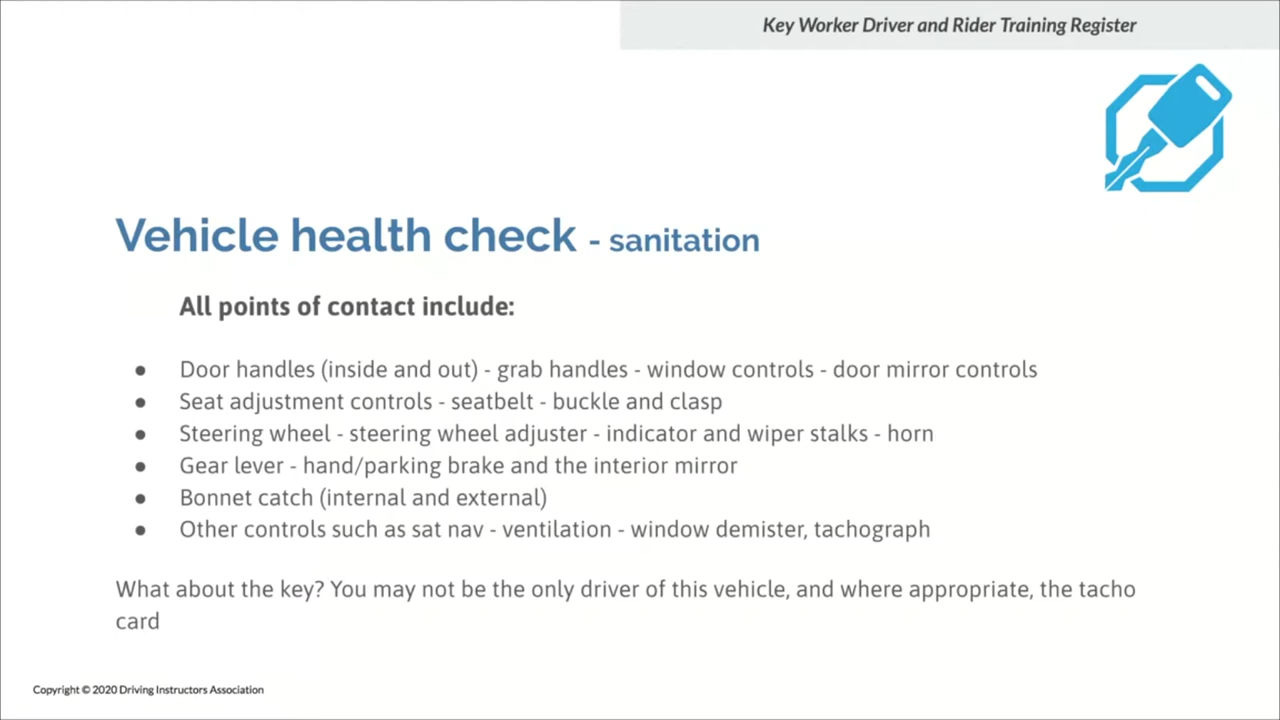 Key Worker Driver and Rider Training Register
Vehicle health check - sanitation
All points of contact include:
● Door handles (inside and out) - grab handles - window controls - door mirror controls
● Seat adjustment controls - seatbelt - buckle and clasp
● Steering wheel - steering wheel adjuster - indicator and wiper stalks - horn
● Gear lever - hand/parking brake and the interior mirror
● Bonnet catch (internal and external)
● Other controls such as sat nav - ventilation - window demister, tachograph
What about the key? You may not be the only driver of this vehicle, and where appropriate, the tacho
card
Copyright © 2020 Driving Instructors Association